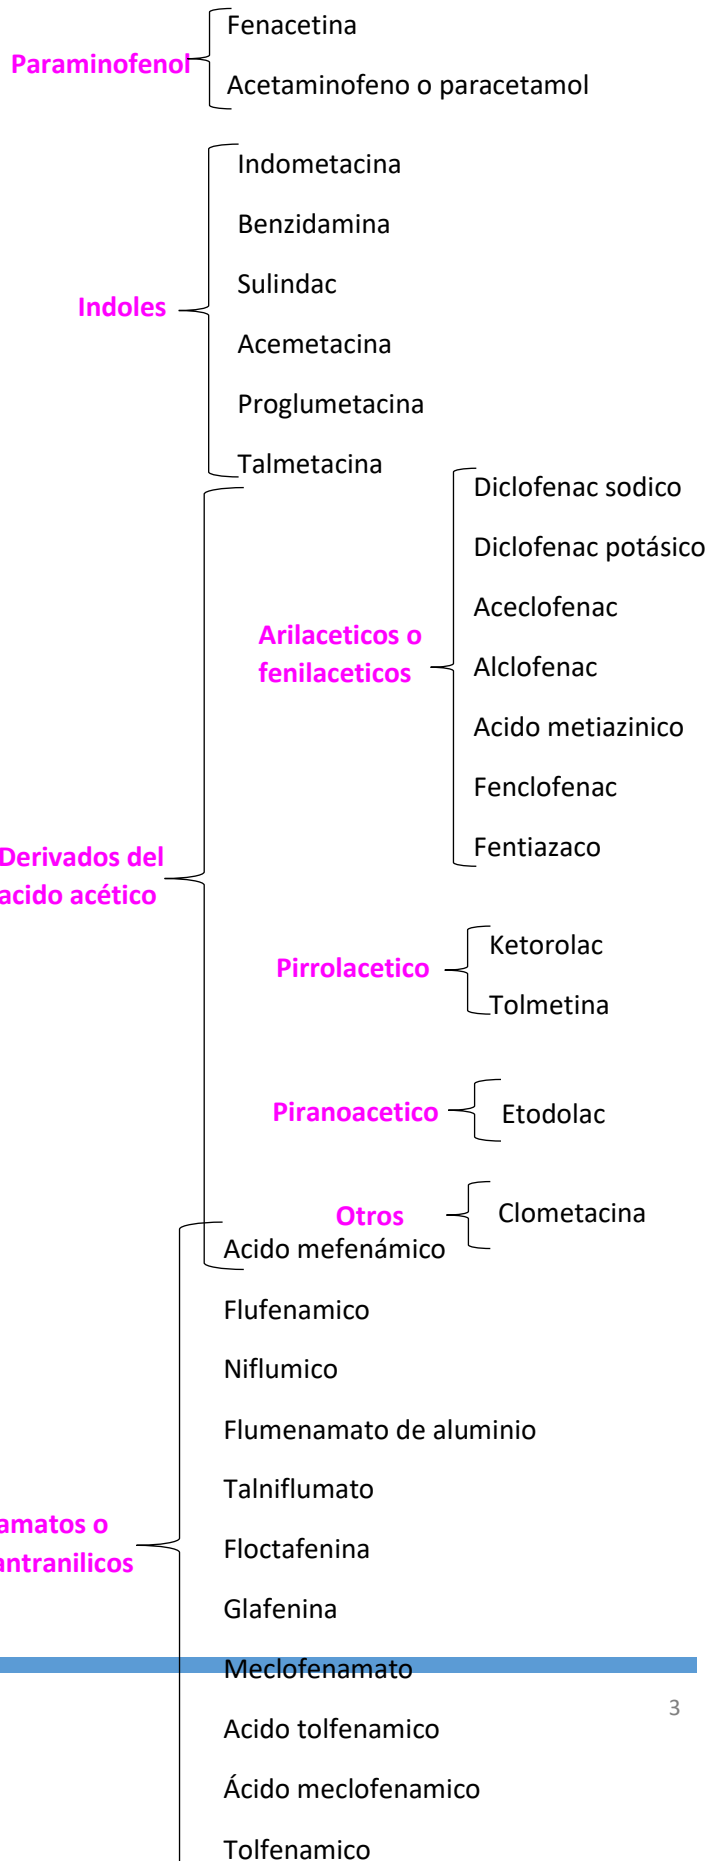 Paraminofenol
Fenacetina
Acetaminofeno o paracetamol
Indoles
Indometacina
Benzidamina
Sulindac
Acemetacina
Proglumetacina
Talmetacina
Derivados del
acido acético
Arilaceticos o
fenilaceticos
Diclofenac sodico
Diclofenac potásico
Aceclofenac
Alclofenac
Acido metiazinico
Fenclofenac
Fentiazaco
Pirrolacetico
Ketorolac
Tolmetina
Piranoacetico
Etodolac
Otros
Clometacina
amatos o
antranilicos
Acido mefenámico
Flufenamico
Niflumico
Flumenamato de aluminio
Talniflumato
Floctafenina
Glafenina
Meclofenamato
Acido tolfenamico
Ácido meclofenamico
Tolfenamico
3